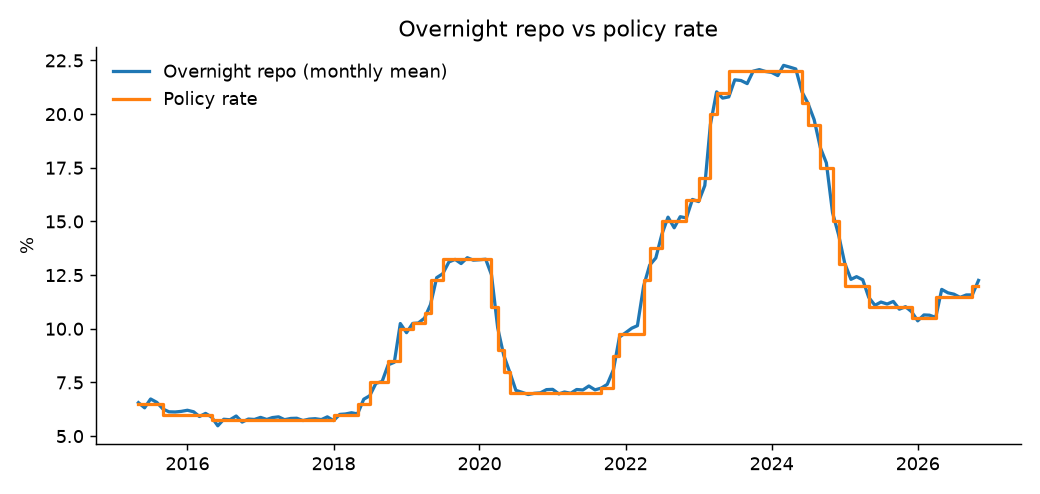 Overnight repo vs policy rate
Overnight repo (monthly mean)
Policy rate
%
22.5
20.0
17.5
15.0
12.5
10.0
7.5
5.0
2016 2018 2020 2022 2024 2026